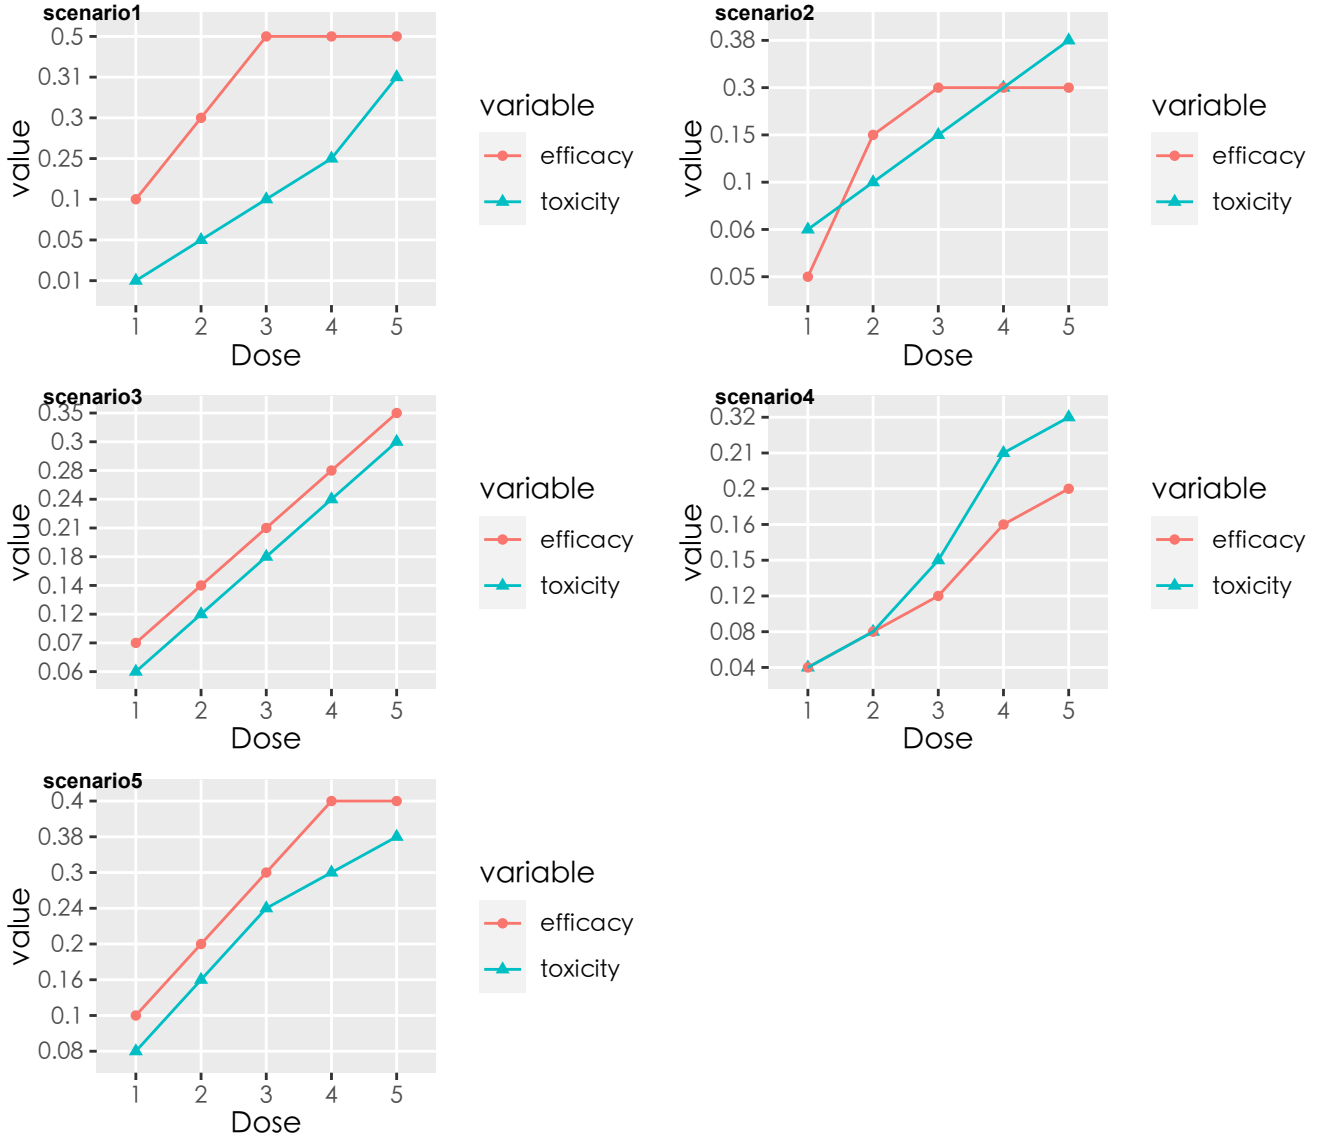 scenario1
0.5
0.31
0.3
0.25
0.1
0.05
0.01
value
1 2 3 4 5
Dose
variable
efficacy
toxicity
scenario2
0.38
0.3
0.15
0.1
0.06
0.05
value
1 2 3 4 5
Dose
variable
efficacy
toxicity
scenario3
0.35
0.3
0.28
0.24
0.21
0.18
0.14
0.12
0.07
0.06
value
1 2 3 4 5
Dose
variable
efficacy
toxicity
scenario4
0.32
0.21
0.2
0.16
0.15
0.12
0.08
0.04
value
1 2 3 4 5
Dose
variable
efficacy
toxicity
scenario5
0.4
0.38
0.3
0.24
0.2
0.16
0.1
0.08
value
1 2 3 4 5
Dose
variable
efficacy
toxicity